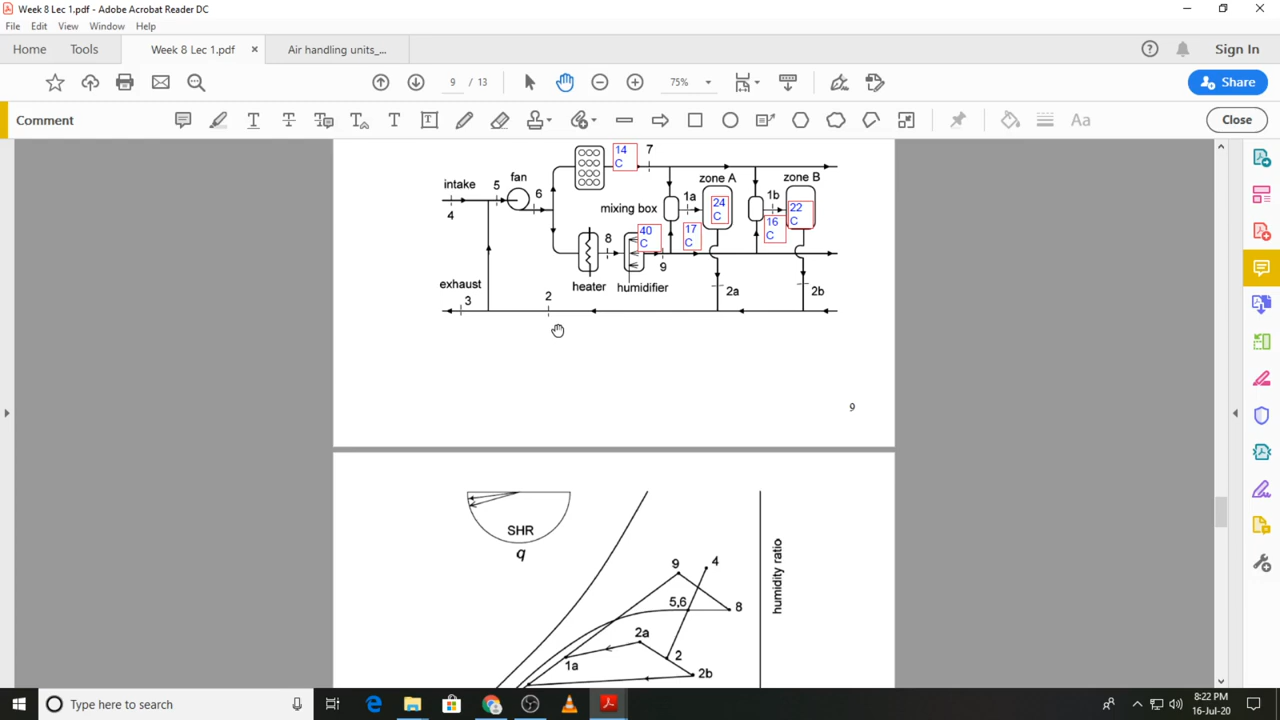 Week 8 Lec 1.pdf - Adobe Acrobat Reader DC
File Edit View Window Help
Home Tools Week 8 Lec 1.pdf × Air handling units_... ? Sign In
9 / 13 75% Share
Comment T T T T T T Aa Close
14 C 7
fan
zone A zone B
intake 5 6 1a 1b
4 mixing box 24 C 22 C
8 40 C 17 C 16 C
9
exhaust heater humidifier 2a 2b
3 2
9
SHR
q
humidity ratio
9 4
5,6 8
2a
2
1a 2b
Type here to search
8:22 PM
16-Jul-20